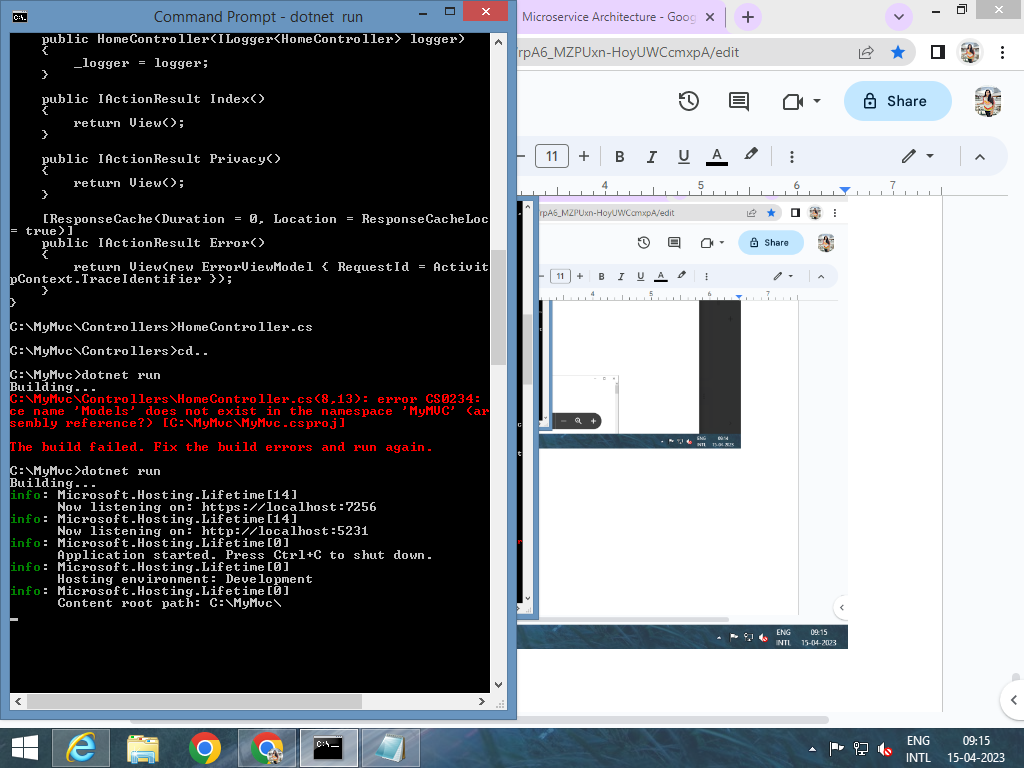 Command Prompt - dotnet  run
    public HomeController(ILogger<HomeController> logger)
    {
        _logger = logger;
    }
    public IActionResult Index()
    {
        return View();
    }
    public IActionResult Privacy()
    {
        return View();
    }
    [ResponseCache(Duration = 0, Location = ResponseCacheLoc
= true)]
    public IActionResult Error()
    {
        return View(new ErrorViewModel { RequestId = Activit
pContext.TraceIdentifier });
    }
}
C:\MyMvc\Controllers>HomeController.cs
C:\MyMvc\Controllers>cd..
C:\MyMvc>dotnet run
Building...
C:\MyMvc\Controllers\HomeController.cs(8,13): error CS0234:
ce name 'Models' does not exist in the namespace 'MyMVC' (ar
sembly reference?) [C:\MyMvc\MyMvc.csproj]
The build failed. Fix the build errors and run again.
C:\MyMvc>dotnet run
Building...
info: Microsoft.Hosting.Lifetime[14]
      Now listening on: https://localhost:7256
info: Microsoft.Hosting.Lifetime[14]
      Now listening on: http://localhost:5231
info: Microsoft.Hosting.Lifetime[0]
      Application started. Press Ctrl+C to shut down.
info: Microsoft.Hosting.Lifetime[0]
      Hosting environment: Development
info: Microsoft.Hosting.Lifetime[0]
      Content root path: C:\MyMvc\
Microservice Architecture - Goog
rpA6_MZPUxn-HoyUWCcmxpA/edit
Share
11 B I U A
4 5 6 7
rpA6_MZPUxn-HoyUWCcmxpA/edit
Share
11 B I U A
4 5 6 7
ENG 09:14
INTL 15-04-2023
ENG 09:15
INTL 15-04-2023
C:\_
ENG 09:15
INTL 15-04-2023